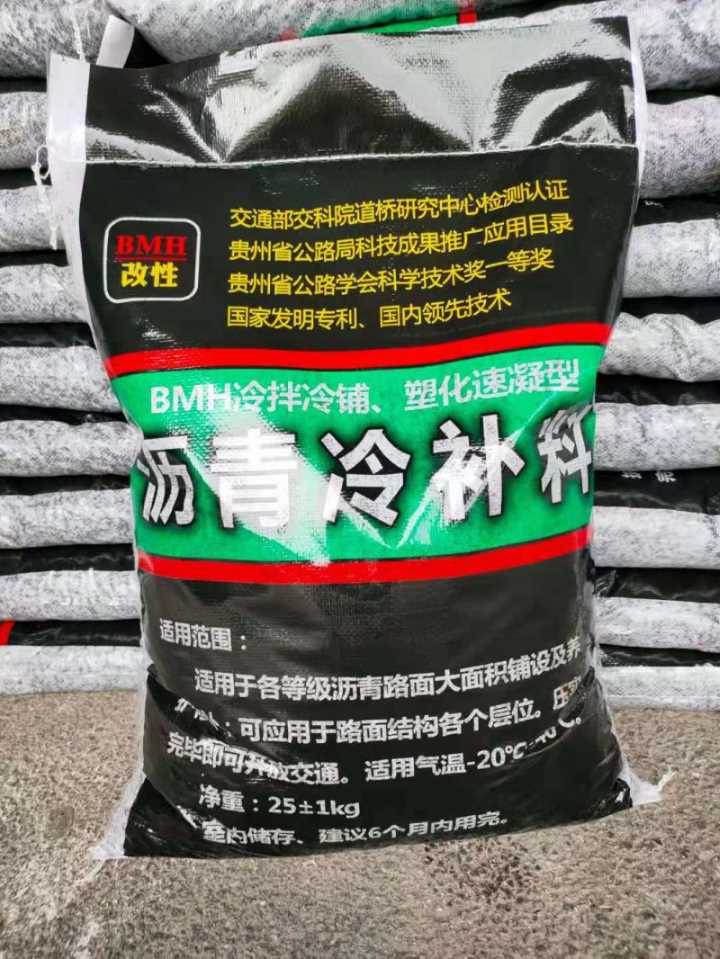 BMH
改性
交通部交科院道桥研究中心检测认证
贵州省公路局科技成果推广应用目录
贵州省公路学会科学技术奖一等奖
国家发明专利、国内领先技术
BMH冷拌冷铺、塑化速凝型
沥青冷补料
适用范围：
适用于各等级沥青路面大面积铺设及养
：可应用于路面结构各个层位。压
完毕即可开放交通。适用气温-20℃-40℃。
净重：25±1kg
室内储存、建议6个月内用完。